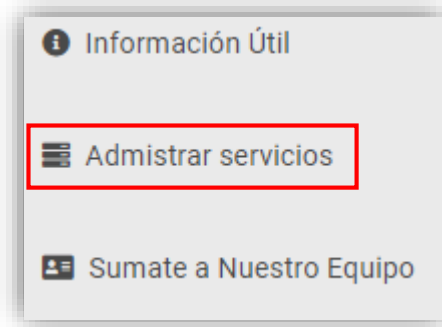 Información Útil
Admistrar servicios
Sumate a Nuestro Equipo